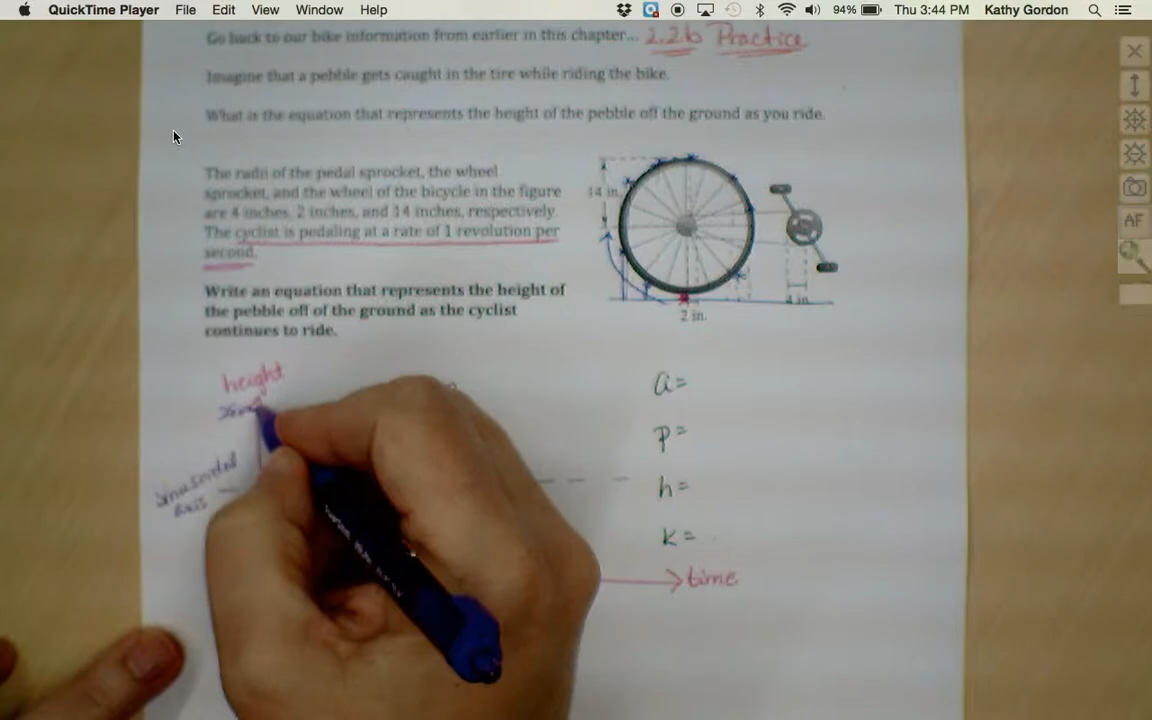 QuickTime Player File Edit View Window Help 94% Thu 3:44 PM Kathy Gordon
Go back to our bike information from earlier in this chapter... 2.2b Practice
Imagine that a pebble gets caught in the tire while riding the bike.
What is the equation that represents the height of the pebble off the ground as you ride.
The radii of the pedal sprocket, the wheel
sprocket, and the wheel of the bicycle in the figure
are 4 inches, 2 inches, and 14 inches, respectively.
The cyclist is pedaling at a rate of 1 revolution per
second.
14 in.
4 in.
2 in.
Write an equation that represents the height of
the pebble off of the ground as the cyclist
continues to ride.
height
sinusoidal
axis
a=
p=
h=
k=
time
AF